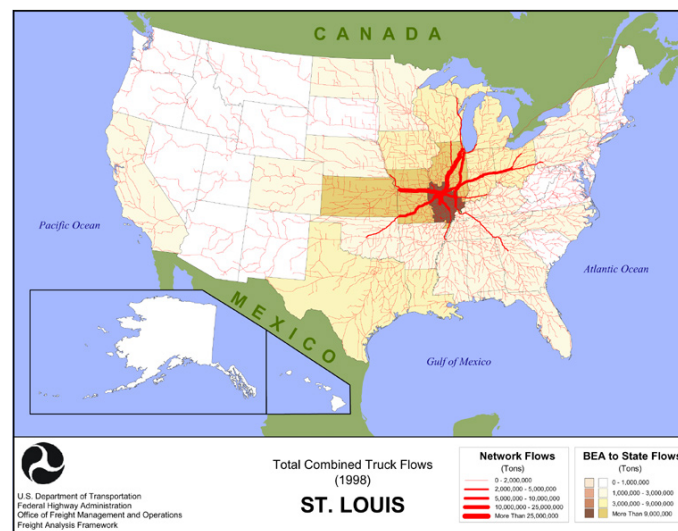 CANADA
Pacific Ocean
Atlantic Ocean
MEXICO
Gulf of Mexico
U.S. Department of Transportation
Federal Highway Administration
Office of Freight Management and Operations
Freight Analysis Framework
Total Combined Truck Flows
(1998)
ST. LOUIS
Network Flows
(Tons)
0 - 2,000,000
2,000,000 - 5,000,000
5,000,000 - 10,000,000
10,000,000 - 25,000,000
More Than 25,000,000
BEA to State Flows
(Tons)
0 - 1,000,000
1,000,000 - 3,000,000
3,000,000 - 9,000,000
More Than 9,000,000